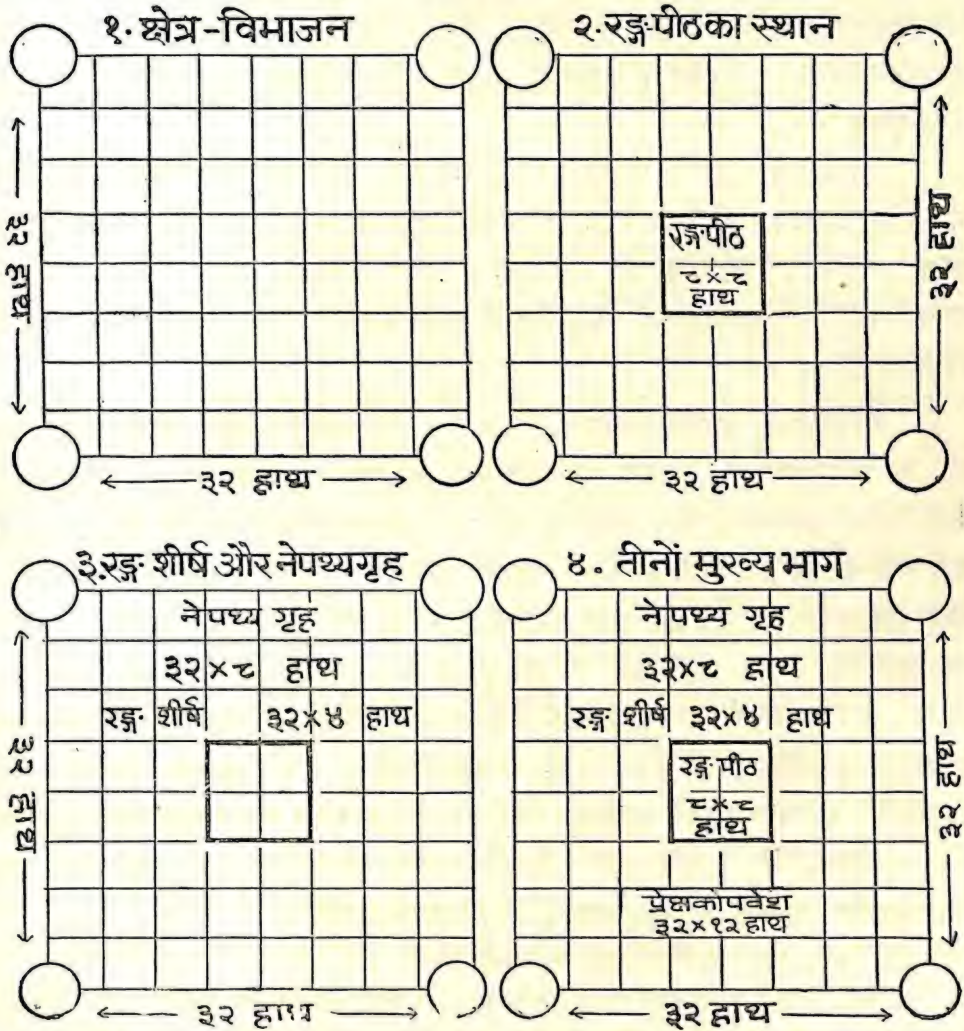 १. क्षेत्र-विभाजन
३२ हाथ
३२ हाथ
२. रङ्गपीठका स्थान
रङ्गपीठ
८×८
हाथ
३२ हाथ
३२ हाथ
३. रङ्ग शीर्ष और नेपथ्यगृह
नेपथ्य गृह
३२×८ हाथ
रङ्ग शीर्ष ३२×४ हाथ
३२ हाथ
३२ हाथ
४. तीनों मुख्य भाग
नेपथ्य गृह
३२×८ हाथ
रङ्ग शीर्ष ३२×४ हाथ
रङ्ग पीठ
८×८
हाथ
प्रेक्षकोपवेश
३२×१२ हाथ
३२ हाथ
३२ हाथ